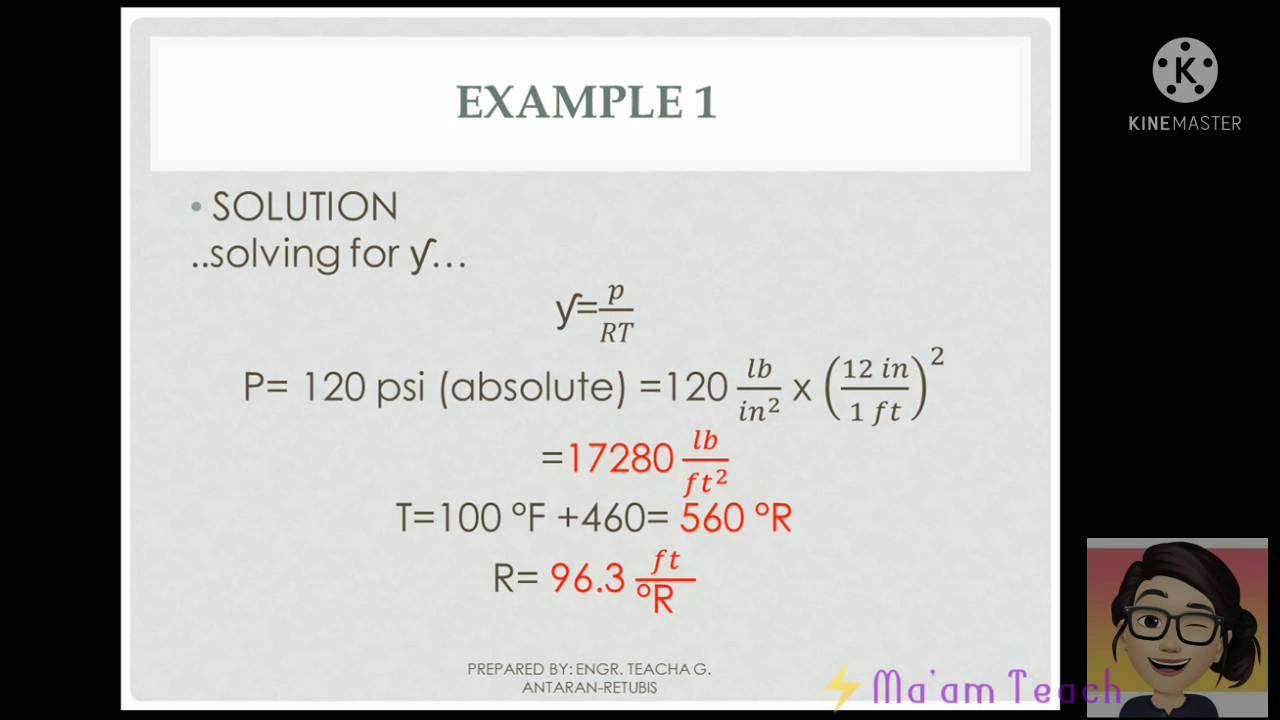 EXAMPLE 1
• SOLUTION
..solving for ƴ…
ƴ=p/RT
P= 120 psi (absolute) =120 lb/in² x (12 in/1 ft)²
=17280 lb/ft²
T=100 °F +460= 560 °R
R= 96.3 ft/°R
PREPARED BY: ENGR. TEACHA G.
ANTARAN-RETUBIS
K
KINEMASTER
Ma'am Teach